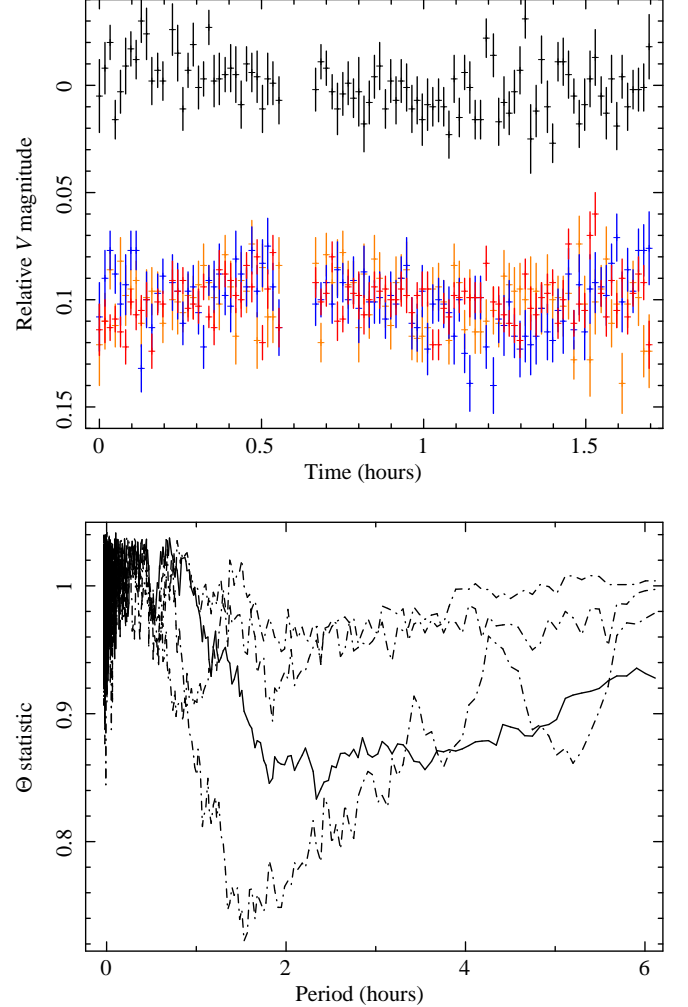 0
0.05
0.1
0.15
Relative V magnitude
0 0.5 1 1.5
Time (hours)
1
0.9
0.8
Θ statistic
0 2 4 6
Period (hours)